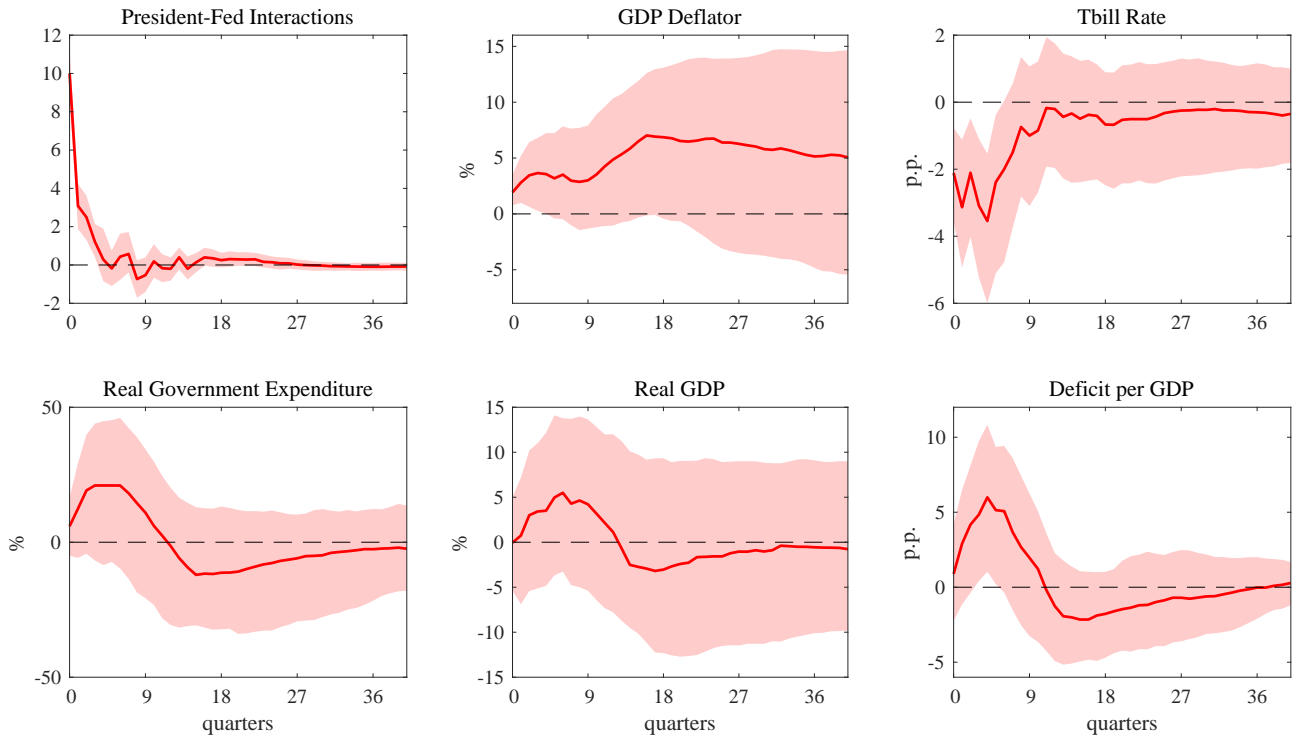 President-Fed Interactions
12
10
8
6
4
2
0
-2
0 9 18 27 36
GDP Deflator
%
15
10
5
0
-5
0 9 18 27 36
Tbill Rate
p.p.
2
0
-2
-4
-6
0 9 18 27 36
Real Government Expenditure
%
50
0
-50
0 9 18 27 36
quarters
Real GDP
%
15
10
5
0
-5
-10
-15
0 9 18 27 36
quarters
Deficit per GDP
p.p.
10
5
0
-5
0 9 18 27 36
quarters